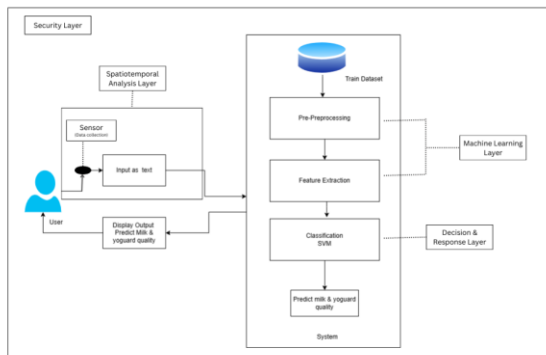 Security Layer
Spatiotemporal
Analysis Layer
Sensor
(Data collection)
Input as text
User
Display Output
Predict Milk &
yoguard quality
Train Dataset
Pre-Preprocessing
Feature Extraction
Classification
SVM
Predict milk & yoguard
quality
System
Machine Learning
Layer
Decision &
Response Layer